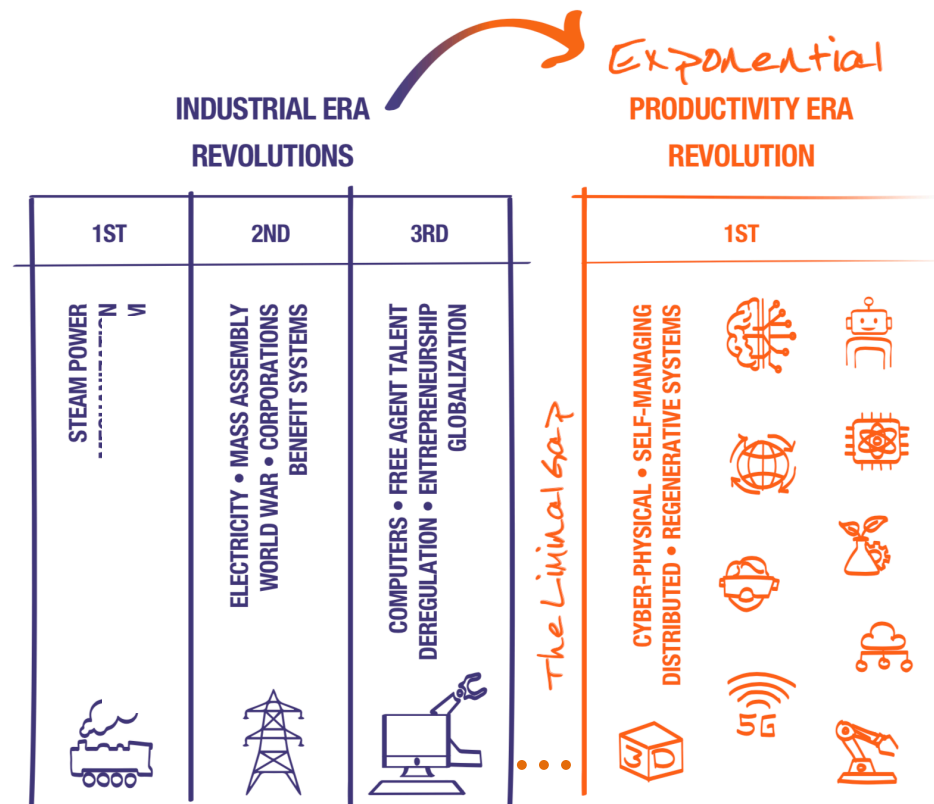 Exponential
INDUSTRIAL ERA
REVOLUTIONS
PRODUCTIVITY ERA
REVOLUTION
1ST
2ND
3RD
1ST
STEAM POWER
ELECTRICITY • MASS ASSEMBLY
WORLD WAR • CORPORATIONS
BENEFIT SYSTEMS
COMPUTERS • FREE AGENT TALENT
DEREGULATION • ENTREPRENEURSHIP
GLOBALIZATION
The Liminal Gap
CYBER-PHYSICAL • SELF-MANAGING
DISTRIBUTED • REGENERATIVE SYSTEMS
5G
3D